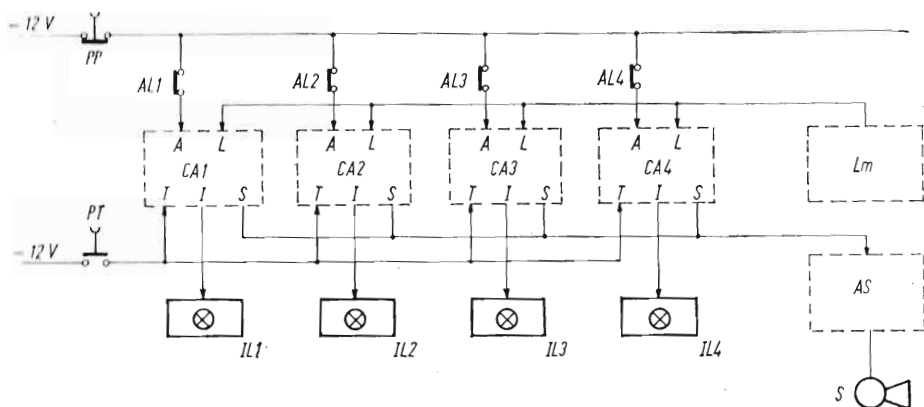 – 12 V
PP
AL1
AL2
AL3
AL4
A L
A L
A L
A L
CA1
CA2
CA3
CA4
Lm
T I S
T I S
T I S
T I S
PT
– 12 V
AS
IL1
IL2
IL3
IL4
S